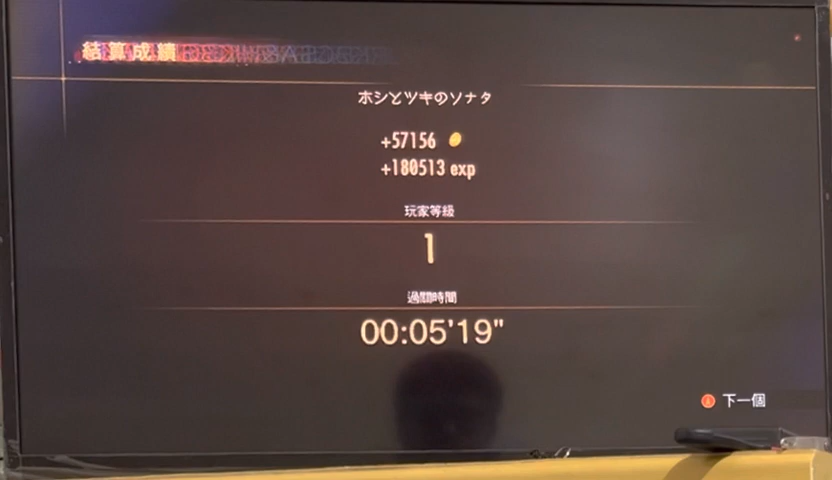 結算成績
ホシとツキのソナタ
+57156
+180513 exp
玩家等級
1
過關時間
00:05'19"
下一個